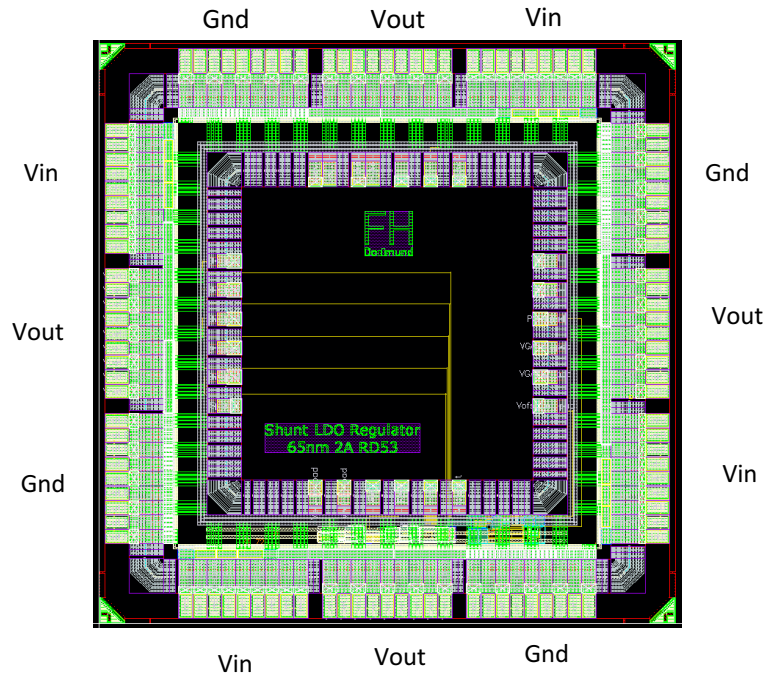 Gnd Vout Vin
Vin
Gnd
FH
Dortmund
Vout
Vout
Shunt LDO Regulator
65nm 2A RD53
Gnd
Vin
Vin Vout Gnd